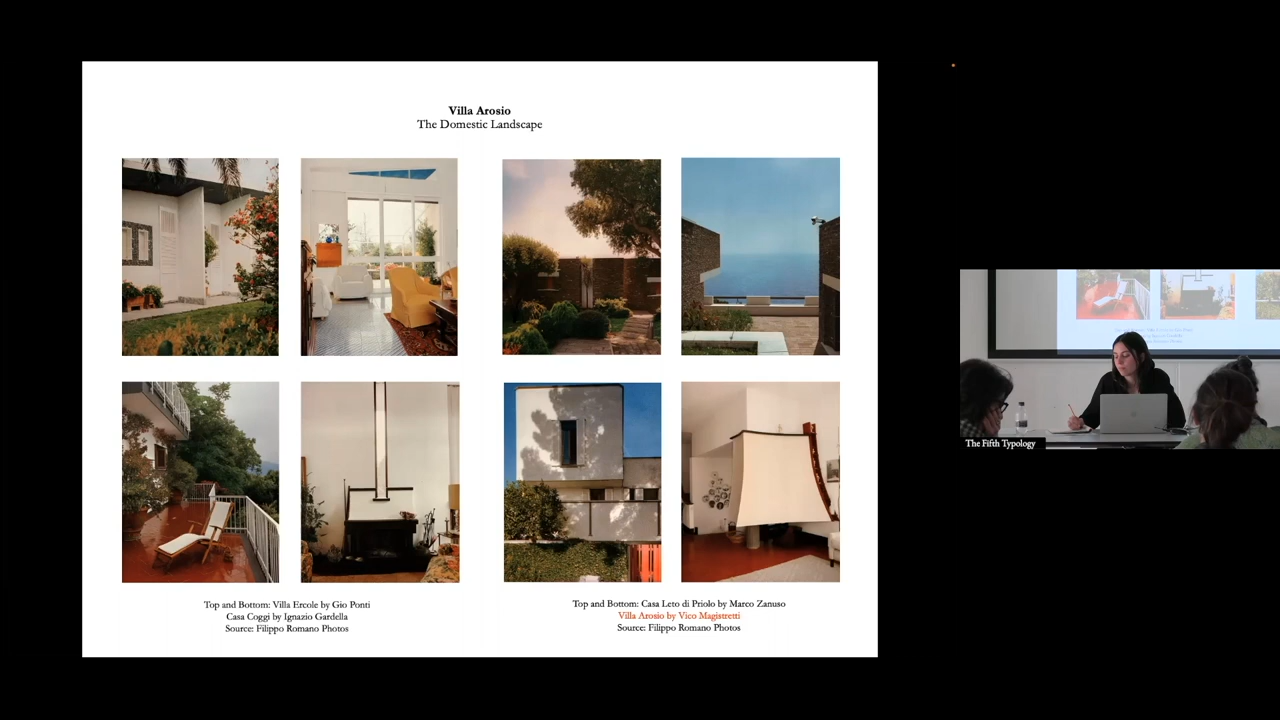 Villa Arosio
The Domestic Landscape
Top and Bottom: Villa Ercole by Gio Ponti
Casa Coggi by Ignazio Gardella
Source: Filippo Romano Photos
Top and Bottom: Casa Leto di Priolo by Marco Zanuso
Villa Arosio by Vico Magistretti
Source: Filippo Romano Photos
The Fifth Typology